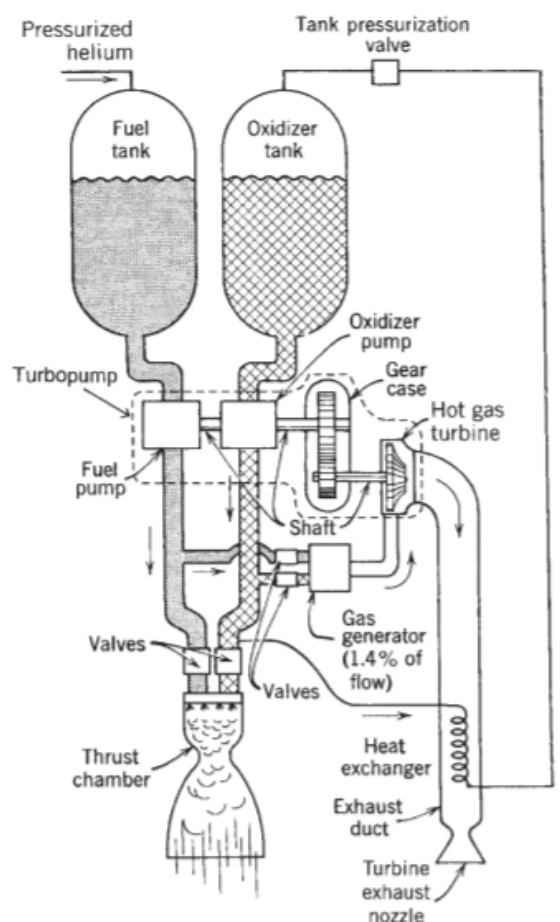 Pressurized
helium
Tank pressurization
valve
Fuel
tank
Oxidizer
tank
Oxidizer
pump
Gear
case
Turbopump
Hot gas
turbine
Fuel
pump
Shaft
Gas
generator
(1.4% of
flow)
Valves
Valves
Thrust
chamber
Heat
exchanger
Exhaust
duct
Turbine
exhaust
nozzle